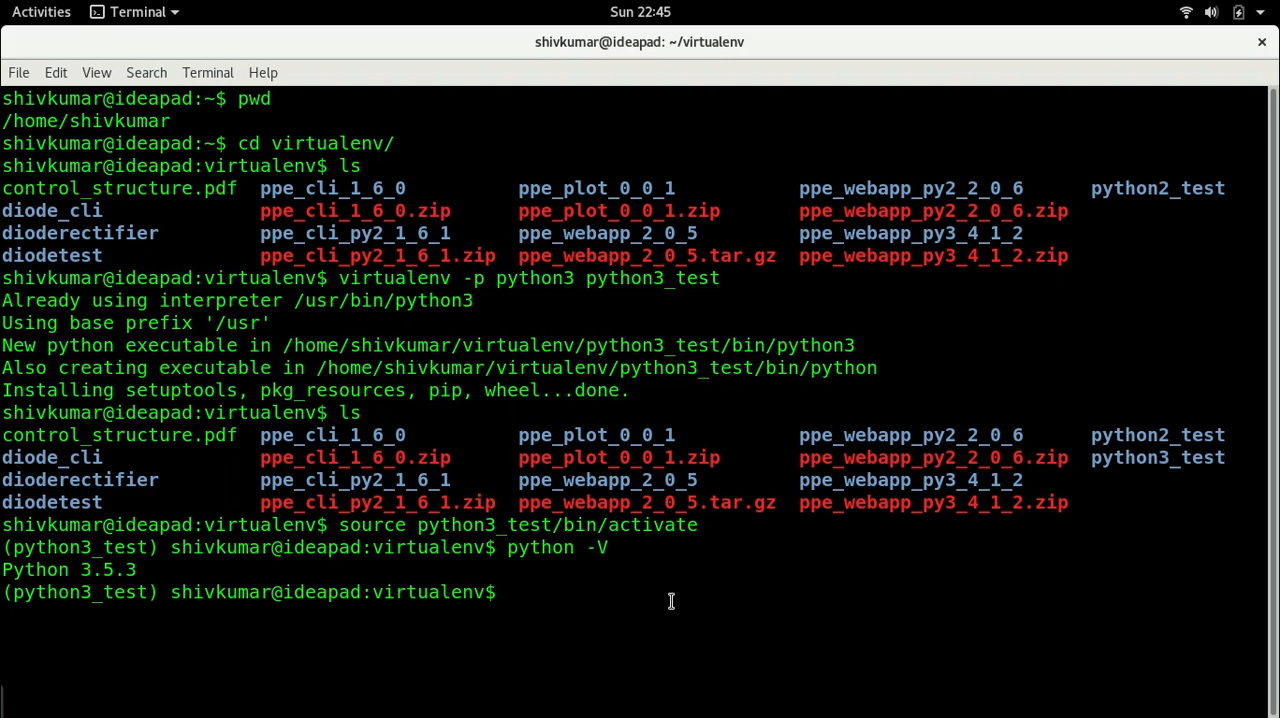 Activities Terminal Sun 22:45
shivkumar@ideapad: ~/virtualenv ×
File Edit View Search Terminal Help
shivkumar@ideapad:~$ pwd
/home/shivkumar
shivkumar@ideapad:~$ cd virtualenv/
shivkumar@ideapad:virtualenv$ ls
control_structure.pdf ppe_cli_1_6_0 ppe_plot_0_0_1 ppe_webapp_py2_2_0_6 python2_test
diode_cli ppe_cli_1_6_0.zip ppe_plot_0_0_1.zip ppe_webapp_py2_2_0_6.zip
dioderectifier ppe_cli_py2_1_6_1 ppe_webapp_2_0_5 ppe_webapp_py3_4_1_2
diodetest ppe_cli_py2_1_6_1.zip ppe_webapp_2_0_5.tar.gz ppe_webapp_py3_4_1_2.zip
shivkumar@ideapad:virtualenv$ virtualenv -p python3 python3_test
Already using interpreter /usr/bin/python3
Using base prefix '/usr'
New python executable in /home/shivkumar/virtualenv/python3_test/bin/python3
Also creating executable in /home/shivkumar/virtualenv/python3_test/bin/python
Installing setuptools, pkg_resources, pip, wheel...done.
shivkumar@ideapad:virtualenv$ ls
control_structure.pdf ppe_cli_1_6_0 ppe_plot_0_0_1 ppe_webapp_py2_2_0_6 python2_test
diode_cli ppe_cli_1_6_0.zip ppe_plot_0_0_1.zip ppe_webapp_py2_2_0_6.zip python3_test
dioderectifier ppe_cli_py2_1_6_1 ppe_webapp_2_0_5 ppe_webapp_py3_4_1_2
diodetest ppe_cli_py2_1_6_1.zip ppe_webapp_2_0_5.tar.gz ppe_webapp_py3_4_1_2.zip
shivkumar@ideapad:virtualenv$ source python3_test/bin/activate
(python3_test) shivkumar@ideapad:virtualenv$ python -V
Python 3.5.3
(python3_test) shivkumar@ideapad:virtualenv$